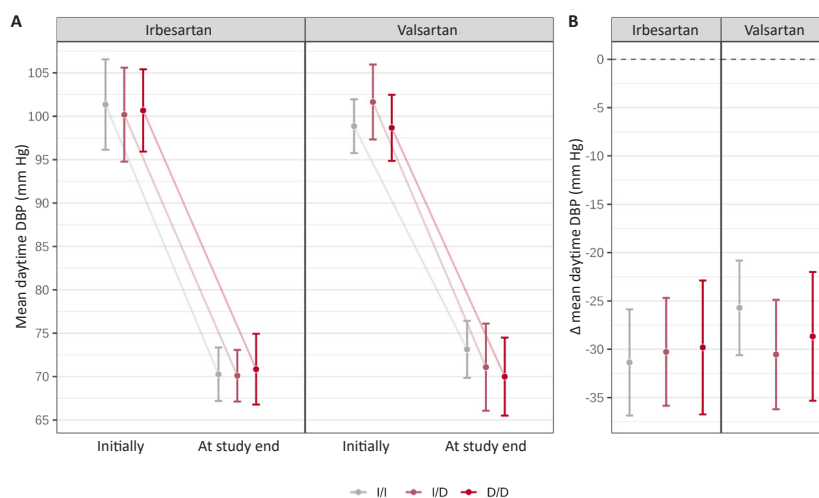 A
Irbesartan
Valsartan
Mean daytime DBP (mm Hg)
105
100
95
90
85
80
75
70
65
Initially
At study end
Initially
At study end
B
Irbesartan
Valsartan
Δ mean daytime DBP (mm Hg)
0
-5
-10
-15
-20
-25
-30
-35
I/I
I/D
D/D